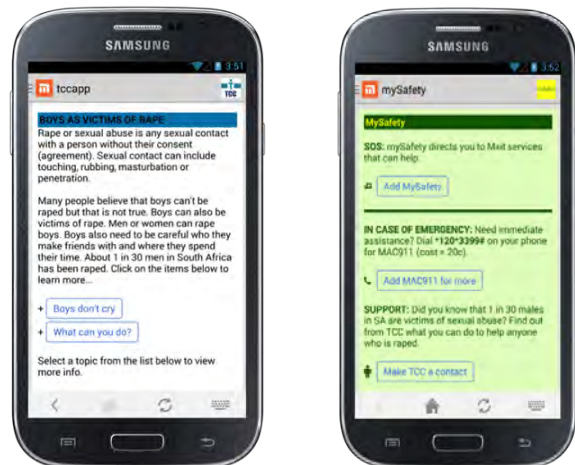 SAMSUNG
3:51
tccapp
TCC
BOYS AS VICTIMS OF RAPE
Rape or sexual abuse is any sexual contact
with a person without their consent
(agreement). Sexual contact can include
touching, rubbing, masturbation or
penetration.
Many people believe that boys can't be
raped but that is not true. Boys can also be
victims of rape. Men or women can rape
boys. Boys also need to be careful who they
make friends with and where they spend
their time. About 1 in 30 men in South Africa
has been raped. Click on the items below to
learn more...
+ Boys don't cry
+ What can you do?
Select a topic from the list below to view
more info.
SAMSUNG
3:52
mySafety
MySafety
SOS: mySafety directs you to Mxit services
that can help.
Add MySafety
IN CASE OF EMERGENCY: Need immediate
assistance? Dial *120*3399# on your phone
for MAC911 (cost = 20c).
Add MAC911 for more
SUPPORT: Did you know that 1 in 30 males
in SA are victims of sexual abuse? Find out
from TCC what you can do to help anyone
who is raped.
Make TCC a contact